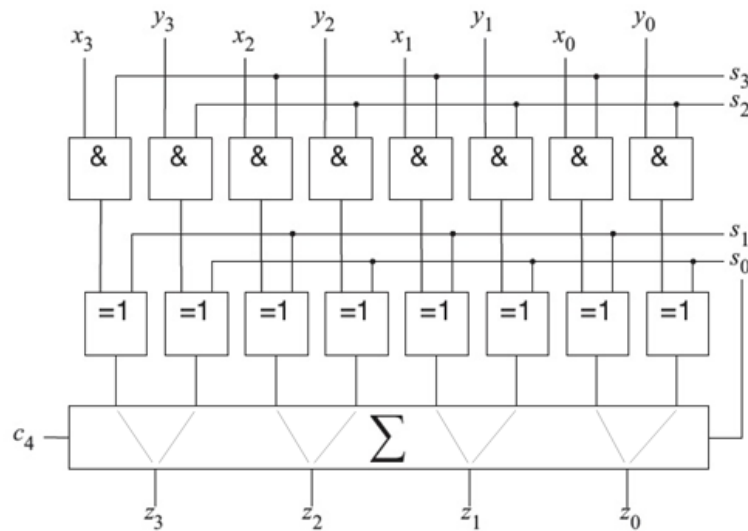 x3 y3 x2 y2 x1 y1 x0 y0
s3
s2
& & & & & & & &
s1
s0
=1 =1 =1 =1 =1 =1 =1 =1
c4 Σ
z3 z2 z1 z0